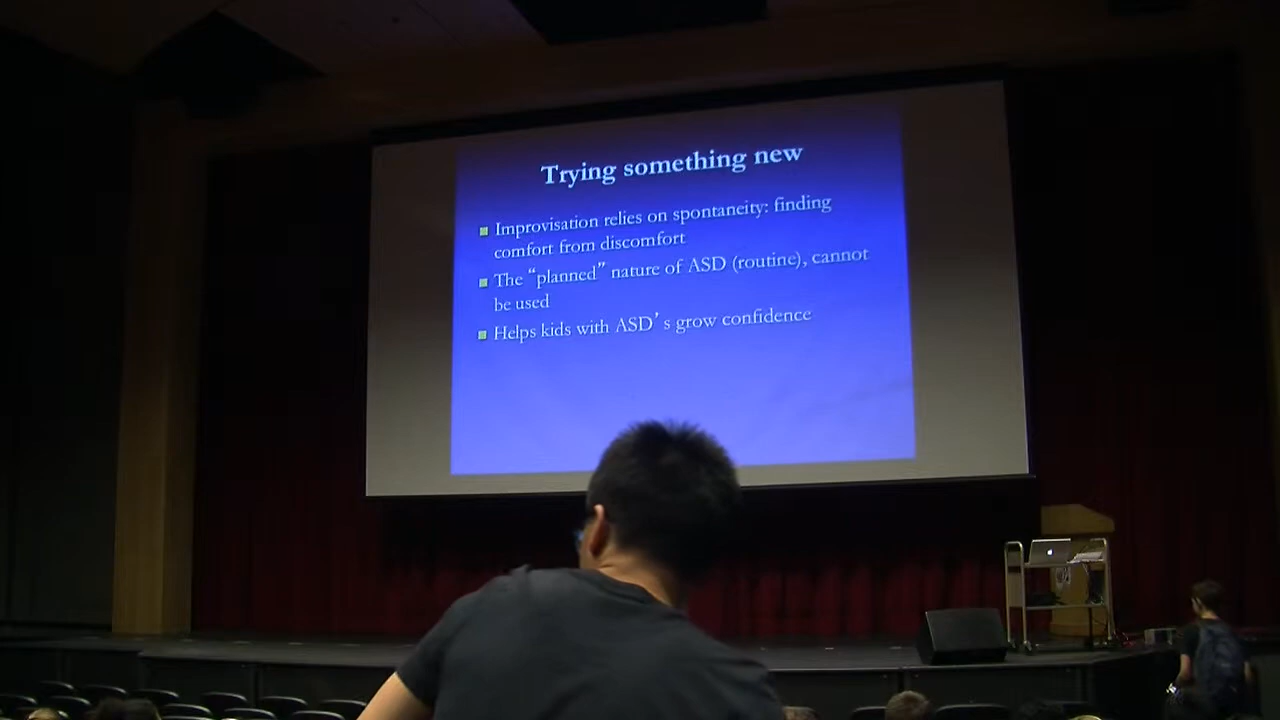 Trying something new
Improvisation relies on spontaneity: finding
comfort from discomfort
The “planned” nature of ASD (routine), cannot
be used
Helps kids with ASD’s grow confidence